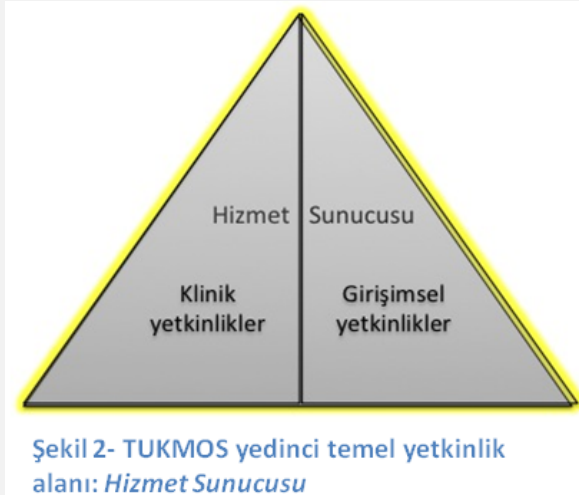 Hizmet Sunucusu
Klinik yetkinlikler
Girişimsel yetkinlikler
Şekil 2- TUKMOS yedinci temel yetkinlik
alanı: Hizmet Sunucusu